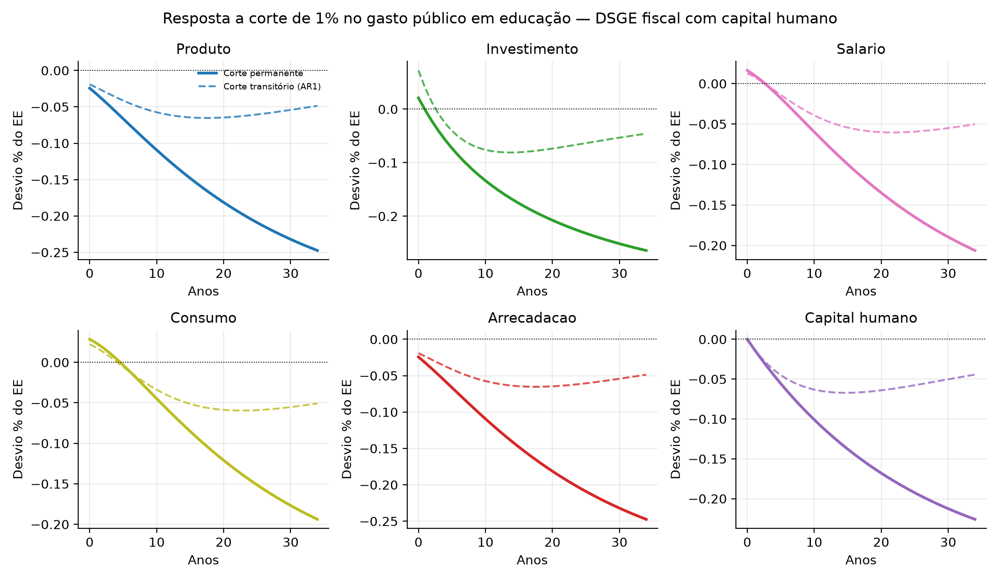 Resposta a corte de 1% no gasto público em educação — DSGE fiscal com capital humano
Produto
Desvio % do EE
0.00
−0.05
−0.10
−0.15
−0.20
−0.25
Corte permanente
Corte transitório (AR1)
0 10 20 30
Anos
Investimento
Desvio % do EE
0.0
−0.1
−0.2
0 10 20 30
Anos
Salario
Desvio % do EE
0.00
−0.05
−0.10
−0.15
−0.20
0 10 20 30
Anos
Consumo
Desvio % do EE
0.00
−0.05
−0.10
−0.15
−0.20
0 10 20 30
Anos
Arrecadacao
Desvio % do EE
0.00
−0.05
−0.10
−0.15
−0.20
−0.25
0 10 20 30
Anos
Capital humano
Desvio % do EE
0.00
−0.05
−0.10
−0.15
−0.20
0 10 20 30
Anos